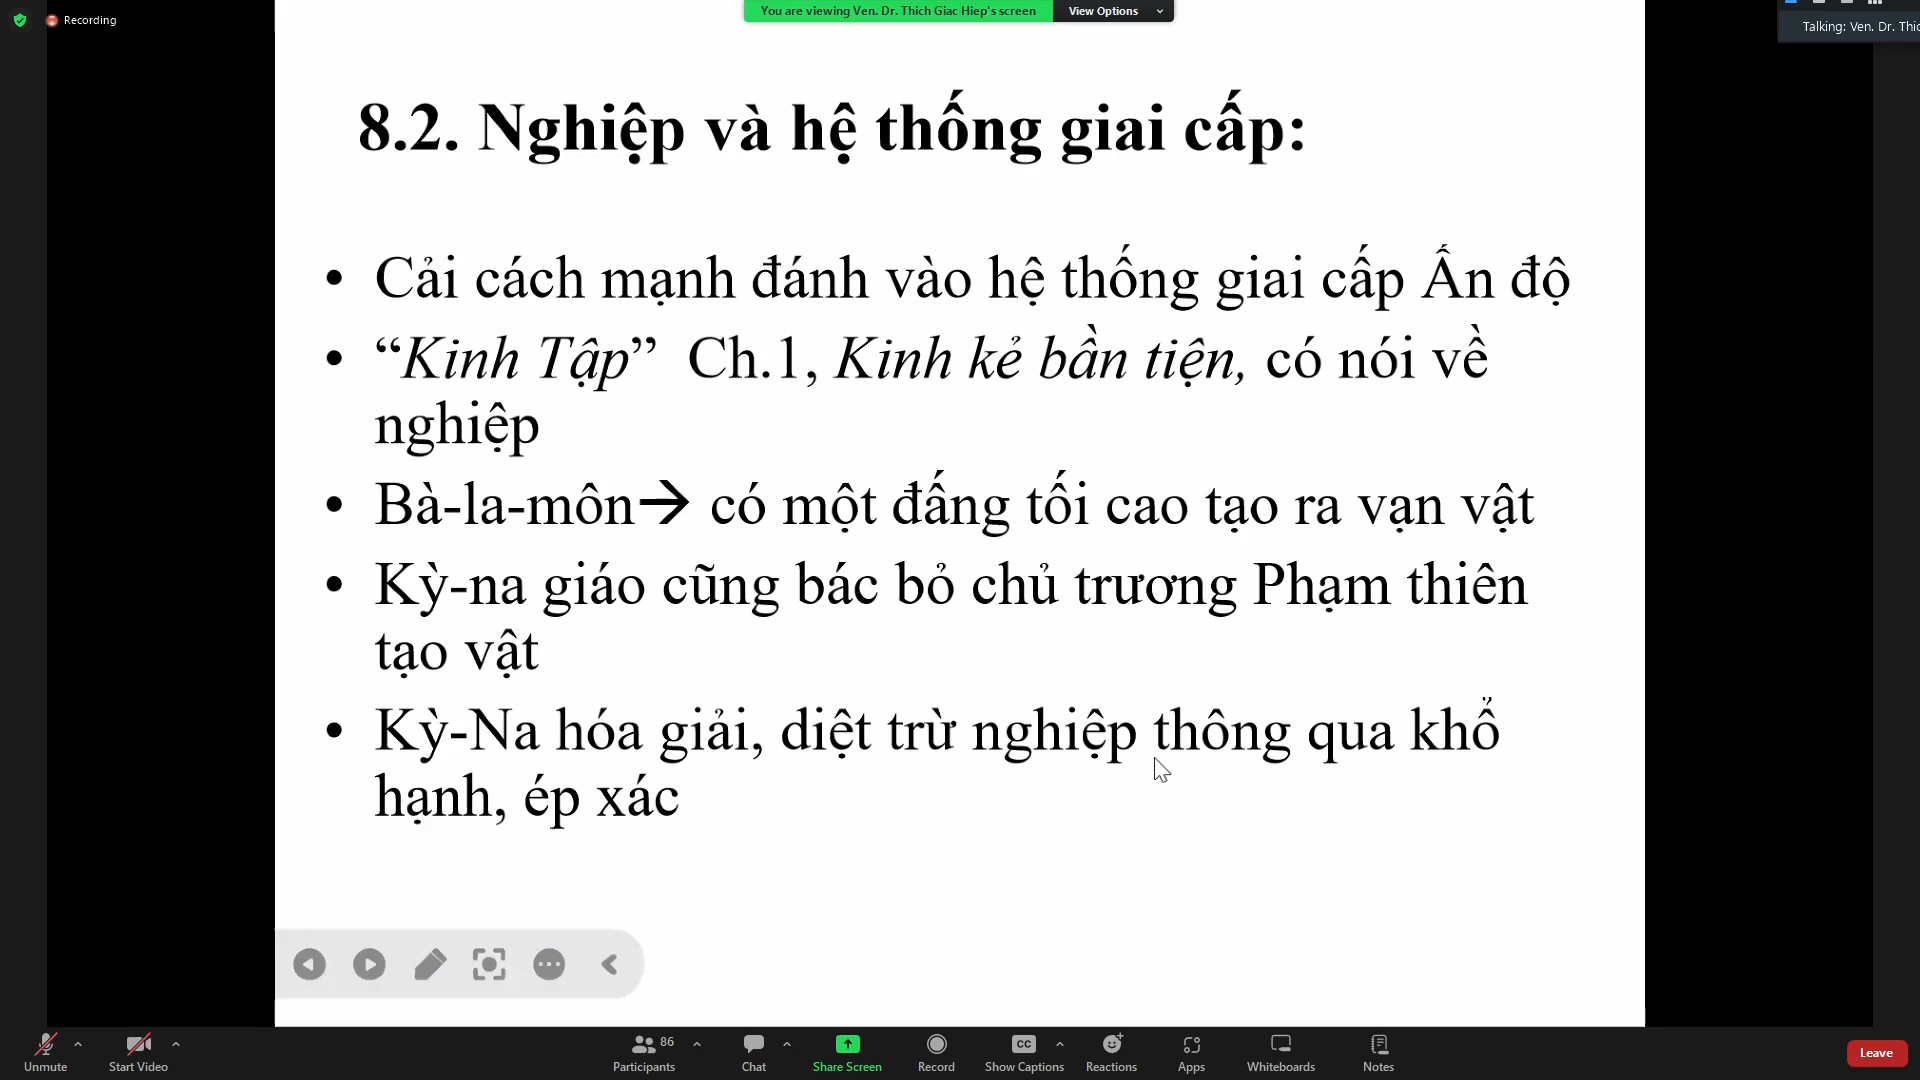 Recording
You are viewing Ven. Dr. Thich Giac Hiep's screen
View Options
Talking: Ven. Dr. Thic
8.2. Nghiệp và hệ thống giai cấp:
• Cải cách mạnh đánh vào hệ thống giai cấp Ấn độ
• “Kinh Tập” Ch.1, Kinh kẻ bần tiện, có nói về
nghiệp
• Bà-la-môn→ có một đấng tối cao tạo ra vạn vật
• Kỳ-na giáo cũng bác bỏ chủ trương Phạm thiên
tạo vật
• Kỳ-Na hóa giải, diệt trừ nghiệp thông qua khổ
hạnh, ép xác
Unmute
Start Video
86
Participants
Chat
Share Screen
Record
CC
Show Captions
Reactions
Apps
Whiteboards
Notes
Leave